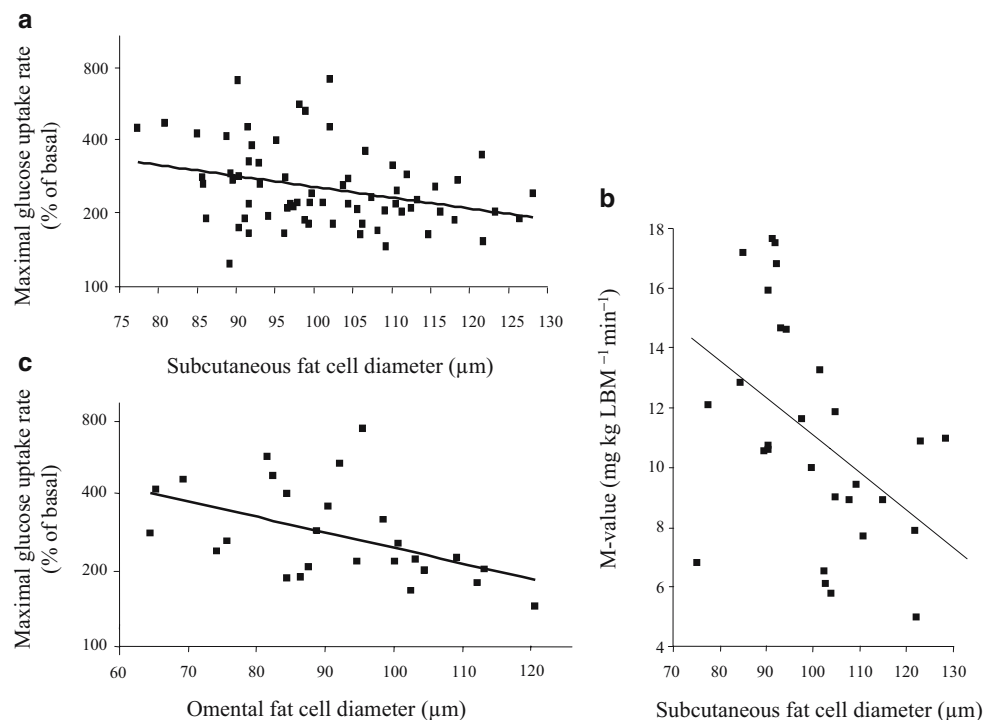 a
Maximal glucose uptake rate
(% of basal)
800
400
200
100
75 80 85 90 95 100 105 110 115 120 125 130
Subcutaneous fat cell diameter (µm)
b
M-value (mg kg LBM⁻¹ min⁻¹)
18
16
14
12
10
8
6
4
70 80 90 100 110 120 130
Subcutaneous fat cell diameter (µm)
c
Maximal glucose uptake rate
(% of basal)
800
400
200
100
60 70 80 90 100 110 120
Omental fat cell diameter (µm)